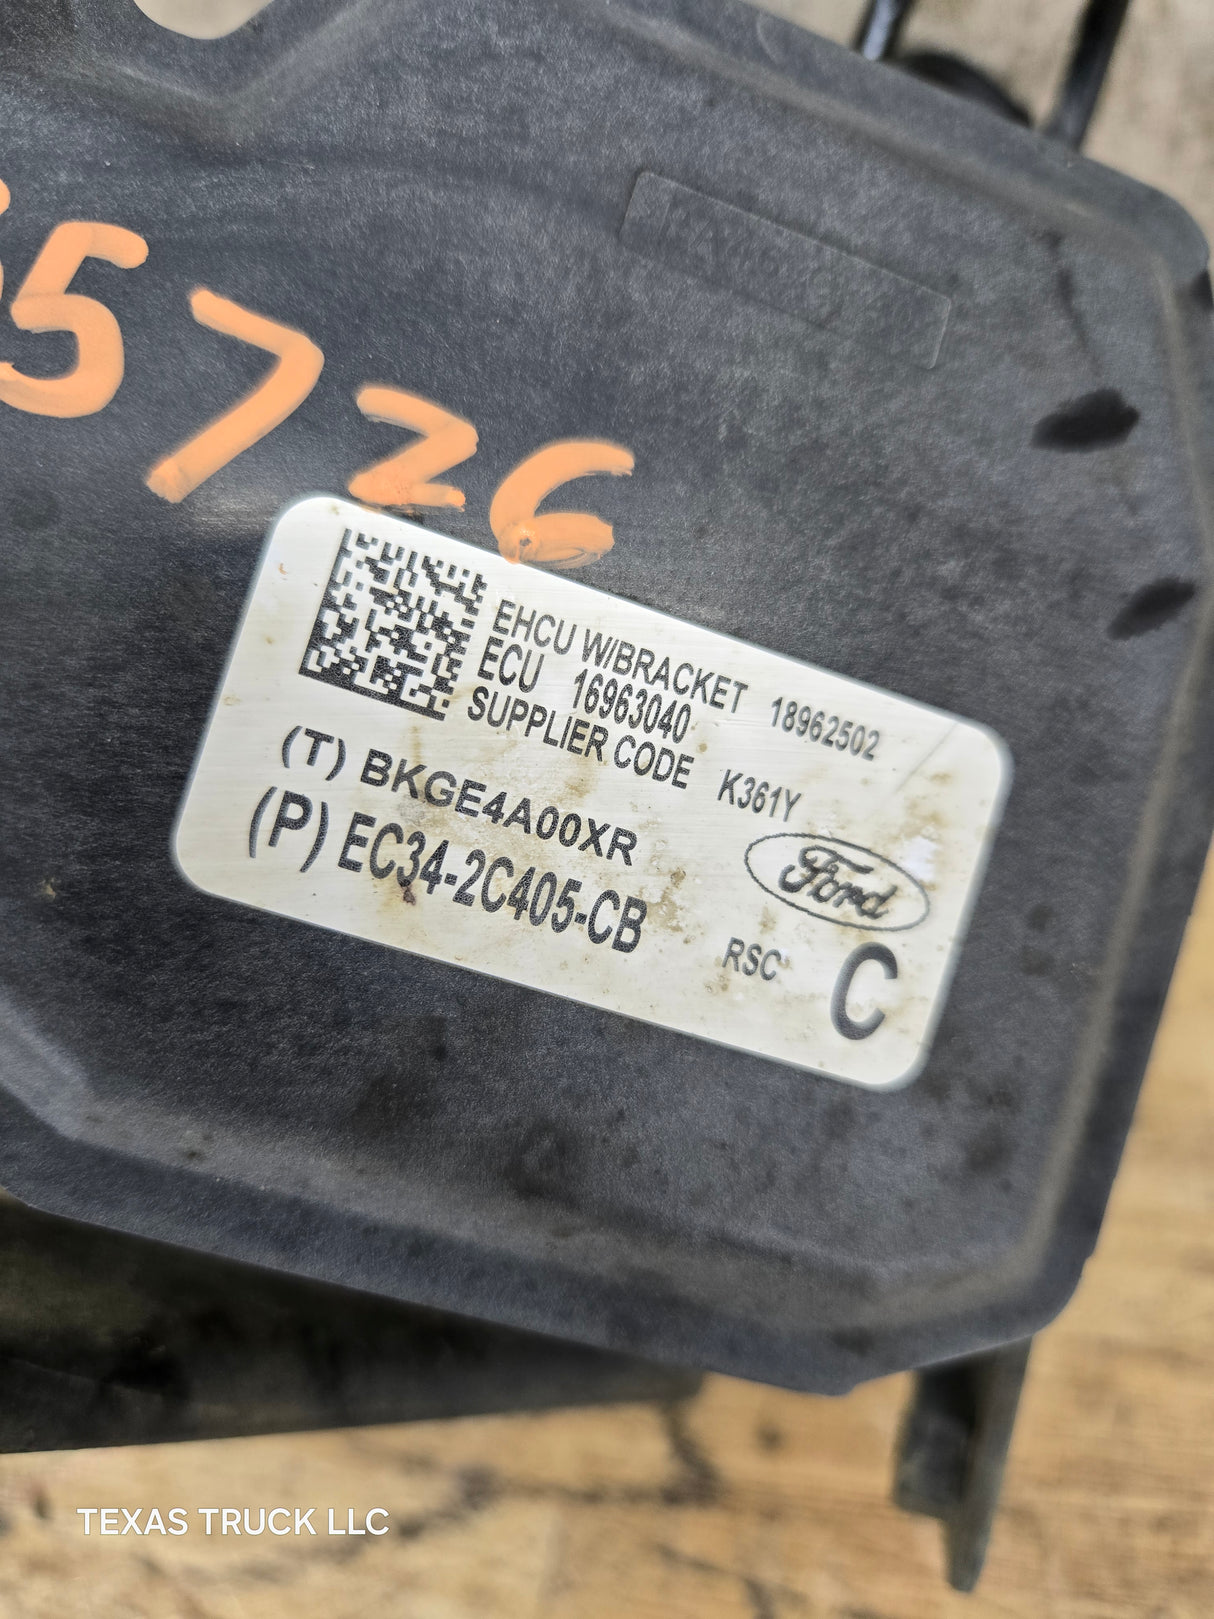 5726
EHCU W/BRACKET 18962502
ECU 16963040
SUPPLIER CODE K361Y
(T) BKGE4A00XR
(P) EC34-2C405-CB
Ford
RSC C
TEXAS TRUCK LLC